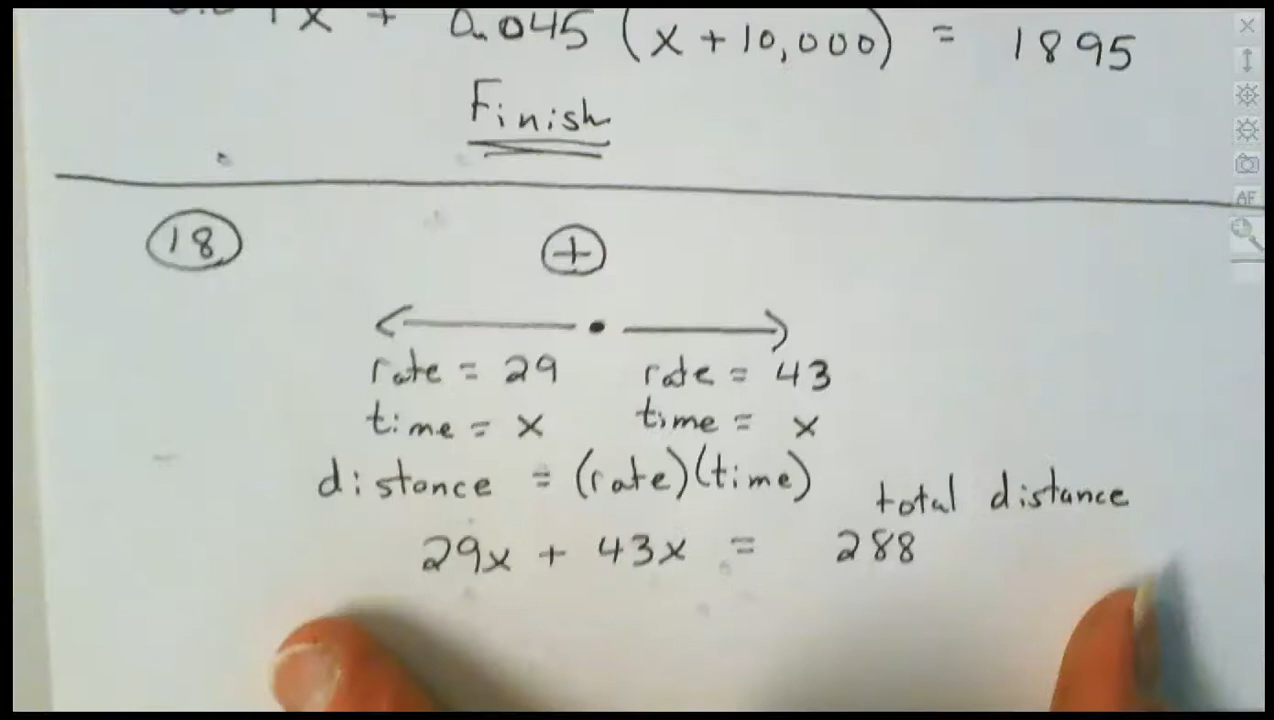 x + 0.045 (x + 10,000) = 1895
Finish
18 +
rate = 29 rate = 43
time = x time = x
distance = (rate)(time) total distance
29x + 43x = 288
AF